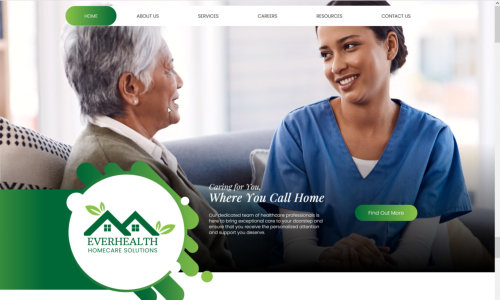 HOME
ABOUT US
SERVICES
CAREERS
RESOURCES
CONTACT US
Caring for You,
Where You Call Home
Our dedicated team of healthcare professionals is
here to bring exceptional care to your doorstep and
ensure that you receive the personalized attention
and support you deserve.
Find Out More
EVERHEALTH
HOMECARE SOLUTIONS